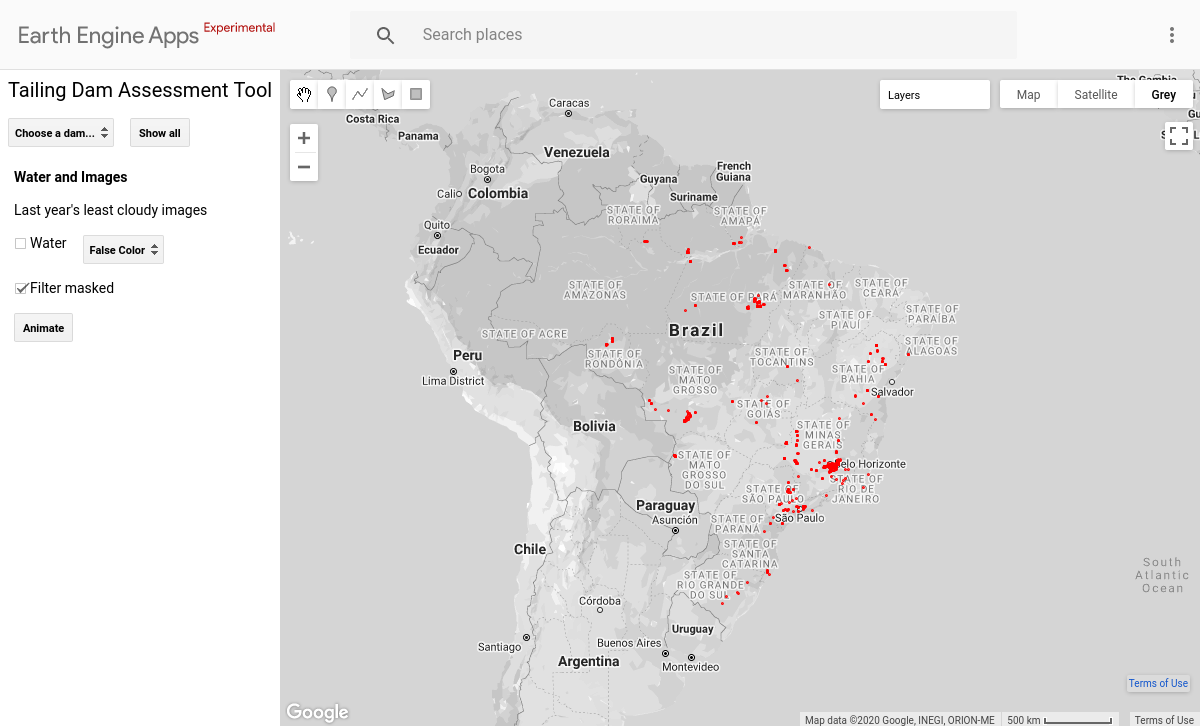 Earth Engine Apps Experimental
Search places
Tailing Dam Assessment Tool
Choose a dam...
Show all
Water and Images
Last year's least cloudy images
Water
False Color
Filter masked
Animate
Layers
Map
Satellite
Grey
The Gambia
Caracas
Costa Rica
Panama
Venezuela
Bogota
Guyana
French
Guiana
Suriname
Calio
Colombia
STATE OF
RORAIMA
STATE OF
AMAPÁ
Quito
Ecuador
STATE OF
AMAZONAS
STATE OF PARÁ
STATE OF
MARANHÃO
STATE OF
CEARÁ
STATE OF
PIAUÍ
STATE OF
PARAÍBA
STATE OF ACRE
Brazil
STATE OF
ALAGOAS
STATE OF
RONDÔNIA
STATE OF
TOCANTINS
Peru
Lima District
STATE OF
MATO
GROSSO
STATE OF
BAHIA
Salvador
STATE OF
GOIÁS
Bolivia
STATE OF
MINAS
GERAIS
STATE OF
MATO
GROSSO
DO SUL
Belo Horizonte
STATE OF
RIO DE
JANEIRO
STATE OF
SÃO PAULO
Paraguay
Asunción
São Paulo
STATE OF
PARANÁ
Chile
STATE OF
SANTA
CATARINA
STATE OF
RIO GRANDE
DO SUL
South
Atlantic
Ocean
Córdoba
Uruguay
Santiago
Buenos Aires
Argentina
Montevideo
Terms of Use
Google
Map data ©2020 Google, INEGI, ORION-ME
500 km
Terms of Use